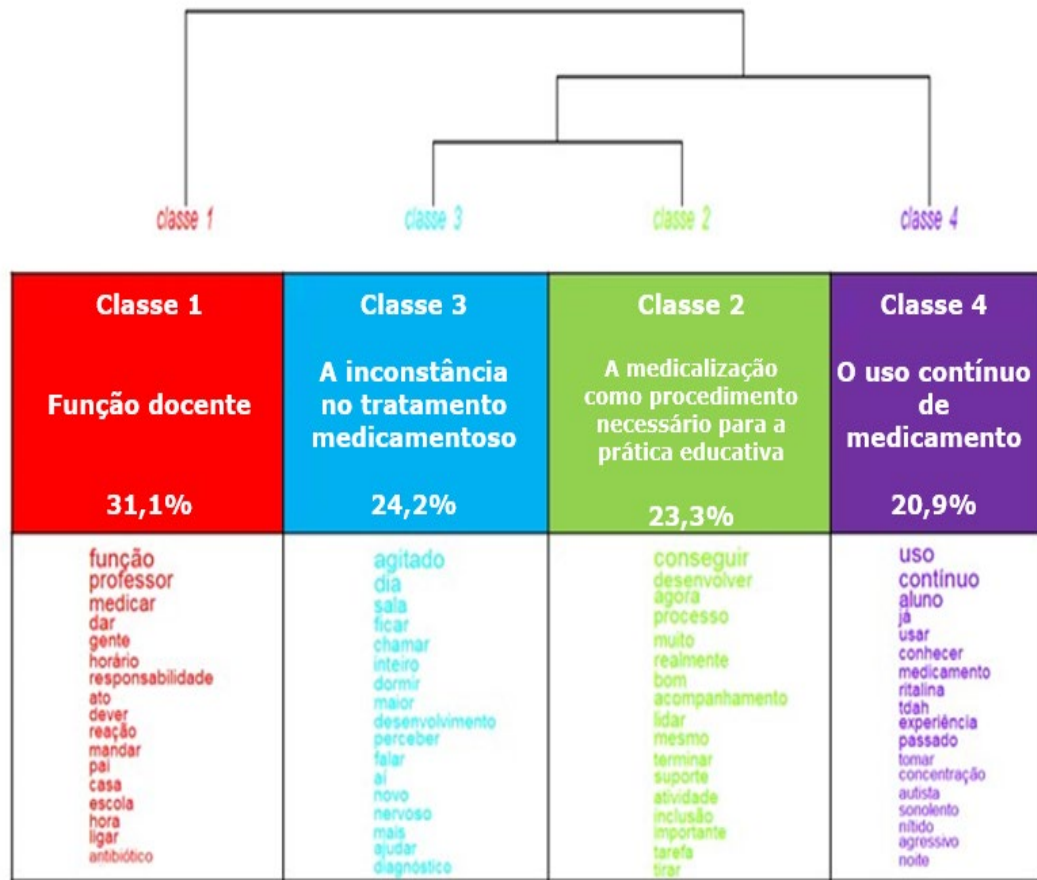 classe 1
classe 3
classe 2
classe 4
Classe 1
Função docente
31,1%
Classe 3
A inconstância
no tratamento
medicamentoso
24,2%
Classe 2
A medicalização
como procedimento
necessário para a
prática educativa
23,3%
Classe 4
O uso contínuo
de
medicamento
20,9%
função
professor
medicar
dar
gente
horário
responsabilidade
ato
dever
reação
mandar
pai
casa
escola
hora
ligar
antibiótico
agitado
dia
sala
ficar
chamar
inteiro
dormir
maior
desenvolvimento
perceber
falar
aí
novo
nervoso
mais
ajudar
diagnóstico
conseguir
desenvolver
agora
processo
muito
realmente
bom
acompanhamento
lidar
mesmo
terminar
suporte
atividade
inclusão
importante
tarefa
tirar
uso
contínuo
aluno
já
usar
conhecer
medicamento
ritalina
tdah
experiência
passado
tomar
concentração
autista
sonolento
nítido
agressivo
noite